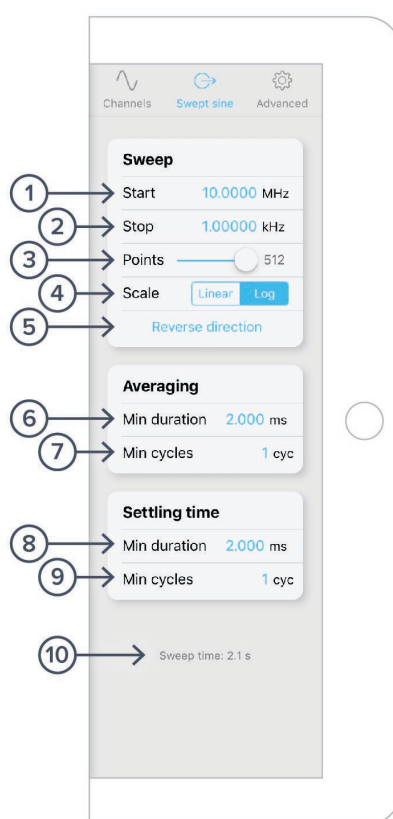 Channels Swept sine Advanced
Sweep
1 Start 10.0000 MHz
2 Stop 1.00000 kHz
3 Points 512
4 Scale Linear Log
5 Reverse direction
Averaging
6 Min duration 2.000 ms
7 Min cycles 1 cyc
Settling time
8 Min duration 2.000 ms
9 Min cycles 1 cyc
10 Sweep time: 2.1 s